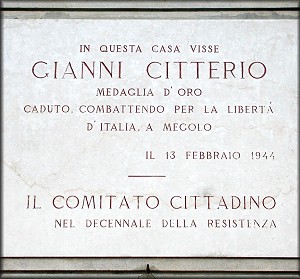 IN QUESTA CASA VISSE
GIANNI CITTERIO
MEDAGLIA D'ORO
CADUTO, COMBATTENDO PER LA LIBERTÀ
D'ITALIA, A MEGOLO
IL 13 FEBBRAIO 1944
IL COMITATO CITTADINO
NEL DECENNALE DELLA RESISTENZA